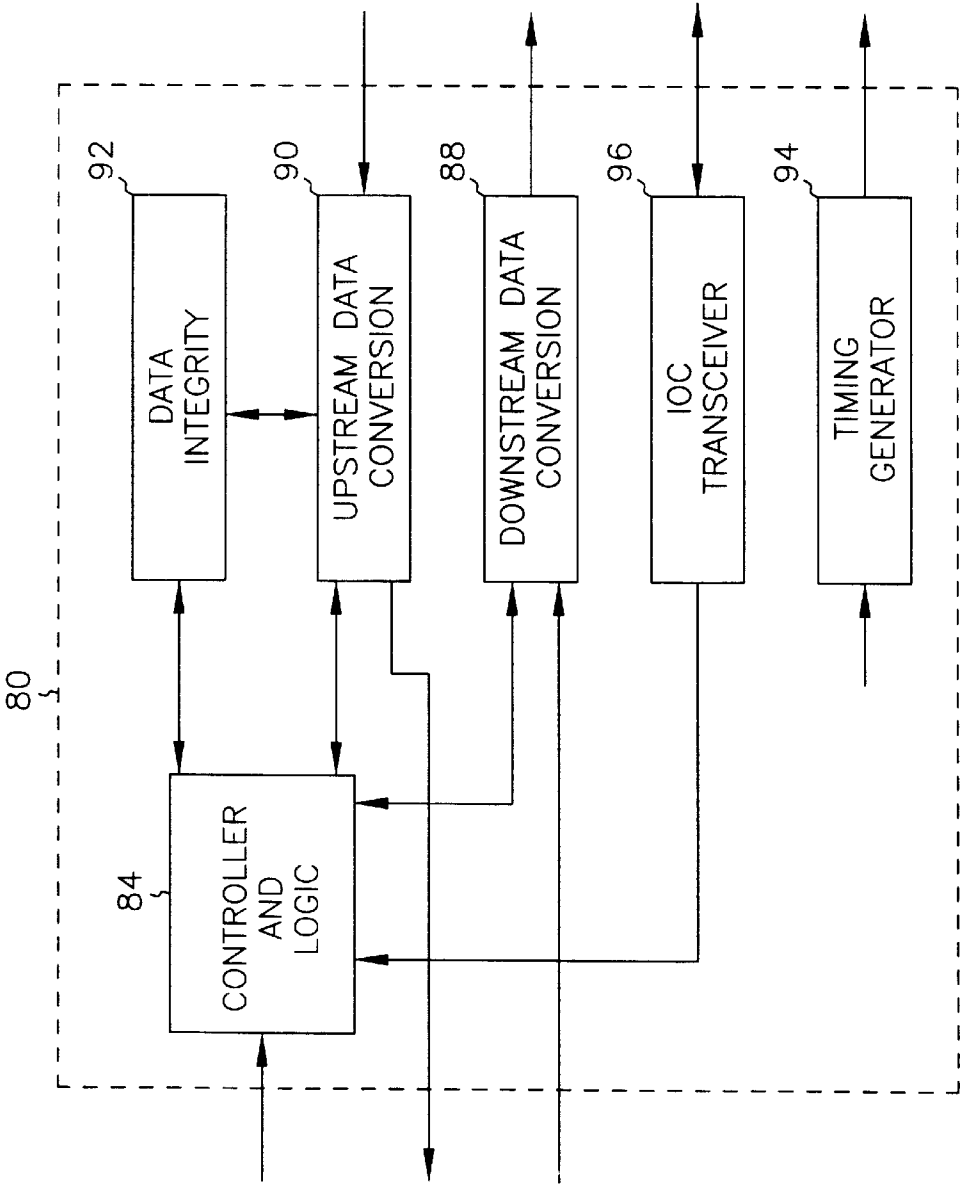 80
84
CONTROLLER
AND
LOGIC
92
DATA
INTEGRITY
90
UPSTREAM DATA
CONVERSION
88
DOWNSTREAM DATA
CONVERSION
96
IOC
TRANSCEIVER
94
TIMING
GENERATOR